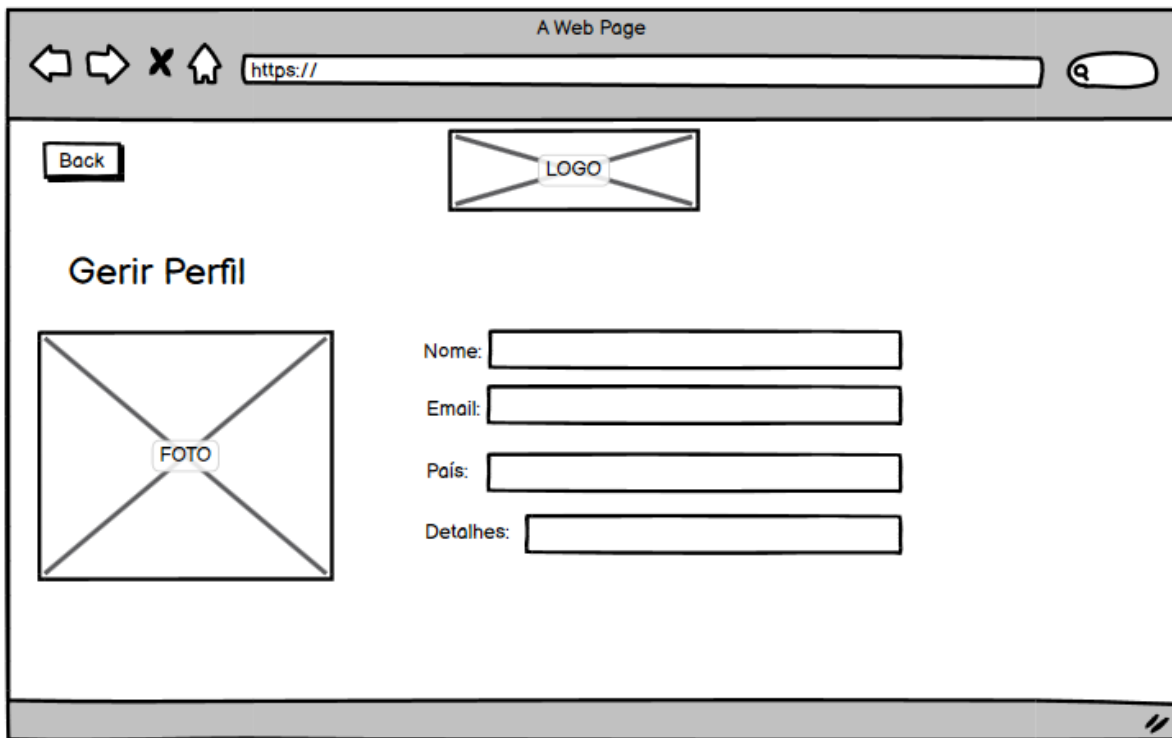 A Web Page
https://
Back
LOGO
Gerir Perfil
FOTO
Nome:
Email:
País:
Detalhes: